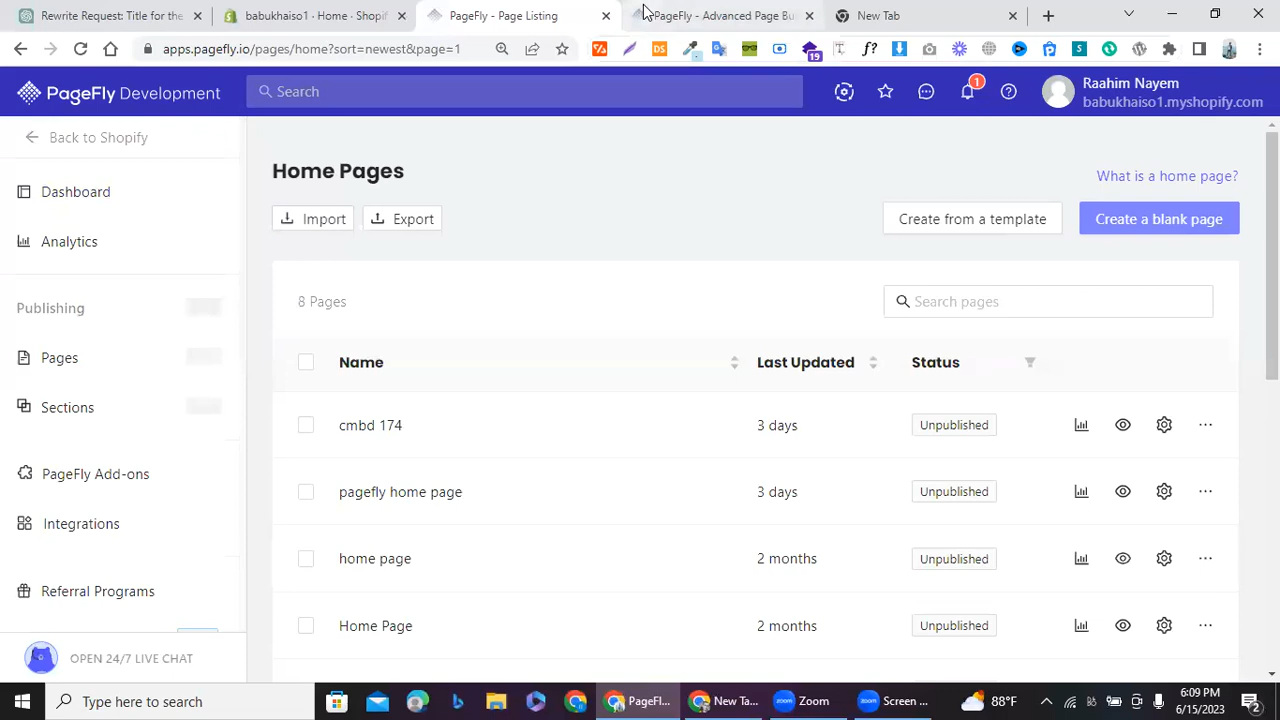 Rewrite Request: Title for the
babukhaiso1 · Home · Shopif
PageFly - Page Listing
PageFly - Advanced Page Bu
New Tab
apps.pagefly.io/pages/home?sort=newest&page=1
DS
19
T
f?
S
PageFly Development
Search
1
Raahim Nayem
babukhaiso1.myshopify.com
Back to Shopify
Dashboard
Analytics
Publishing
Pages
Sections
PageFly Add-ons
Integrations
Referral Programs
OPEN 24/7 LIVE CHAT
Home Pages
What is a home page?
Import
Export
Create from a template
Create a blank page
8 Pages
Search pages
Name
Last Updated
Status
cmbd 174
3 days
Unpublished
pagefly home page
3 days
Unpublished
home page
2 months
Unpublished
Home Page
2 months
Unpublished
Type here to search
PageFl...
New Ta...
Zoom
Screen ...
88°F
6:09 PM
6/15/2023
2